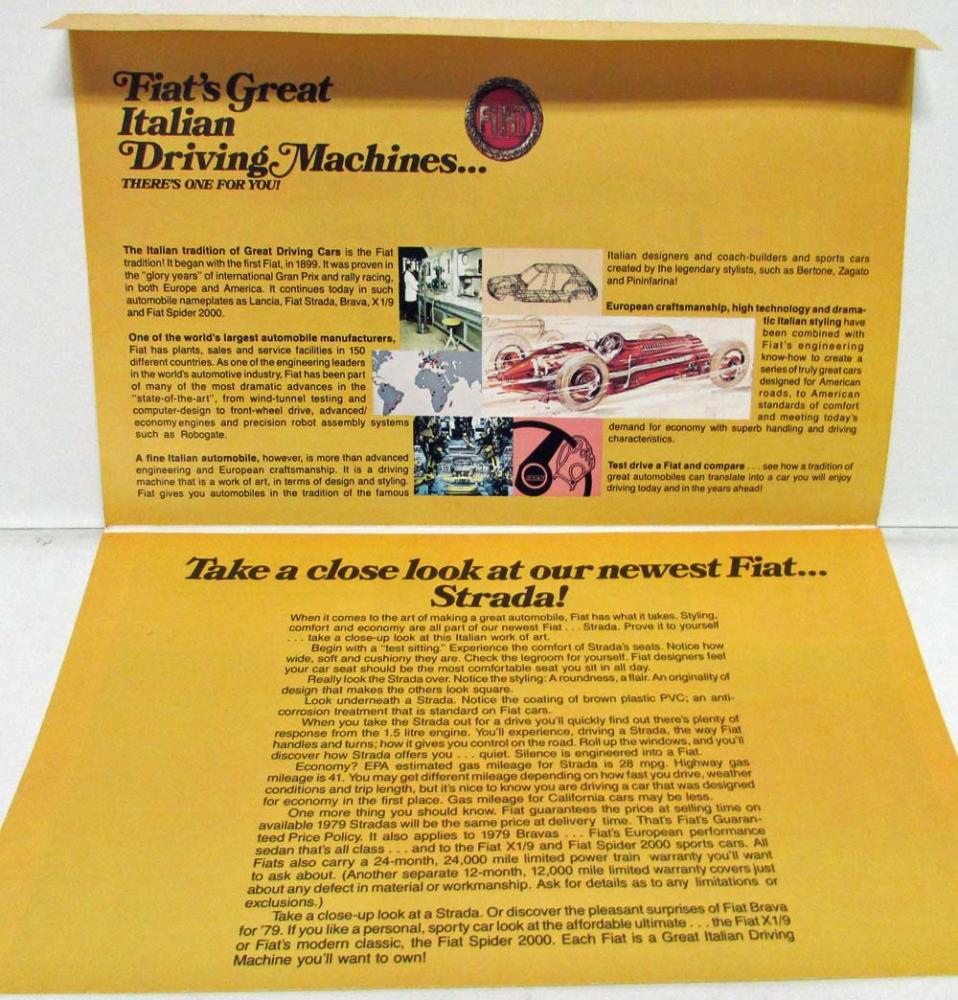 Fiat's Great
Italian
Driving Machines...
THERE'S ONE FOR YOU!
FIAT
The Italian tradition of Great Driving Cars is the Fiat
tradition! It began with the first Fiat, in 1899. It was proven in
the "glory years" of international Gran Prix and rally racing,
in both Europe and America. It continues today in such
automobile nameplates as Lancia, Fiat Strada, Brava, X1/9
and Fiat Spider 2000.
One of the world's largest automobile manufacturers,
Fiat has plants, sales and service facilities in 150
different countries. As one of the engineering leaders
in the world's automotive industry, Fiat has been part
of many of the most dramatic advances in the
"state-of-the-art", from wind-tunnel testing and
computer-design to front-wheel drive, advanced/
economy engines and precision robot assembly systems
such as Robogate.
A fine Italian automobile, however, is more than advanced
engineering and European craftsmanship. It is a driving
machine that is a work of art, in terms of design and styling.
Fiat gives you automobiles in the tradition of the famous
Italian designers and coach-builders and sports cars
created by the legendary stylists, such as Bertone, Zagato
and Pininfarina!
European craftsmanship, high technology and drama-
tic Italian styling have
been combined with
Fiat's engineering
know-how to create a
series of truly great cars
designed for American
roads, to American
standards of comfort
and meeting today's
demand for economy with superb handling and driving
characteristics.
Test drive a Fiat and compare . . . see how a tradition of
great automobiles can translate into a car you will enjoy
driving today and in the years ahead!
Take a close look at our newest Fiat...
Strada!
When it comes to the art of making a great automobile, Fiat has what it takes. Styling,
comfort and economy are all part of our newest Fiat . . . Strada. Prove it to yourself
. . . take a close-up look at this Italian work of art.
Begin with a "test sitting." Experience the comfort of Strada's seats. Notice how
wide, soft and cushiony they are. Check the legroom for yourself. Fiat designers feel
your car seat should be the most comfortable seat you sit in all day.
Really look the Strada over. Notice the styling: A roundness, a flair. An originality of
design that makes the others look square.
Look underneath a Strada. Notice the coating of brown plastic PVC; an anti-
corrosion treatment that is standard on Fiat cars.
When you take the Strada out for a drive you'll quickly find out there's plenty of
response from the 1.5 litre engine. You'll experience, driving a Strada, the way Fiat
handles and turns; how it gives you control on the road. Roll up the windows, and you'll
discover how Strada offers you . . . quiet. Silence is engineered into a Fiat.
Economy? EPA estimated gas mileage for Strada is 28 mpg. Highway gas
mileage is 41. You may get different mileage depending on how fast you drive, weather
conditions and trip length, but it's nice to know you are driving a car that was designed
for economy in the first place. Gas mileage for California cars may be less.
One more thing you should know. Fiat guarantees the price at selling time on
available 1979 Stradas will be the same price at delivery time. That's Fiat's Guaran-
teed Price Policy. It also applies to 1979 Bravas . . . Fiat's European performance
sedan that's all class . . . and to the Fiat X1/9 and Fiat Spider 2000 sports cars. All
Fiats also carry a 24-month, 24,000 mile limited power train warranty you'll want
to ask about. (Another separate 12-month, 12,000 mile limited warranty covers just
about any defect in material or workmanship. Ask for details as to any limitations or
exclusions.)
Take a close-up look at a Strada. Or discover the pleasant surprises of Fiat Brava
for '79. If you like a personal, sporty car look at the affordable ultimate . . . the Fiat X1/9
or Fiat's modern classic, the Fiat Spider 2000. Each Fiat is a Great Italian Driving
Machine you'll want to own!